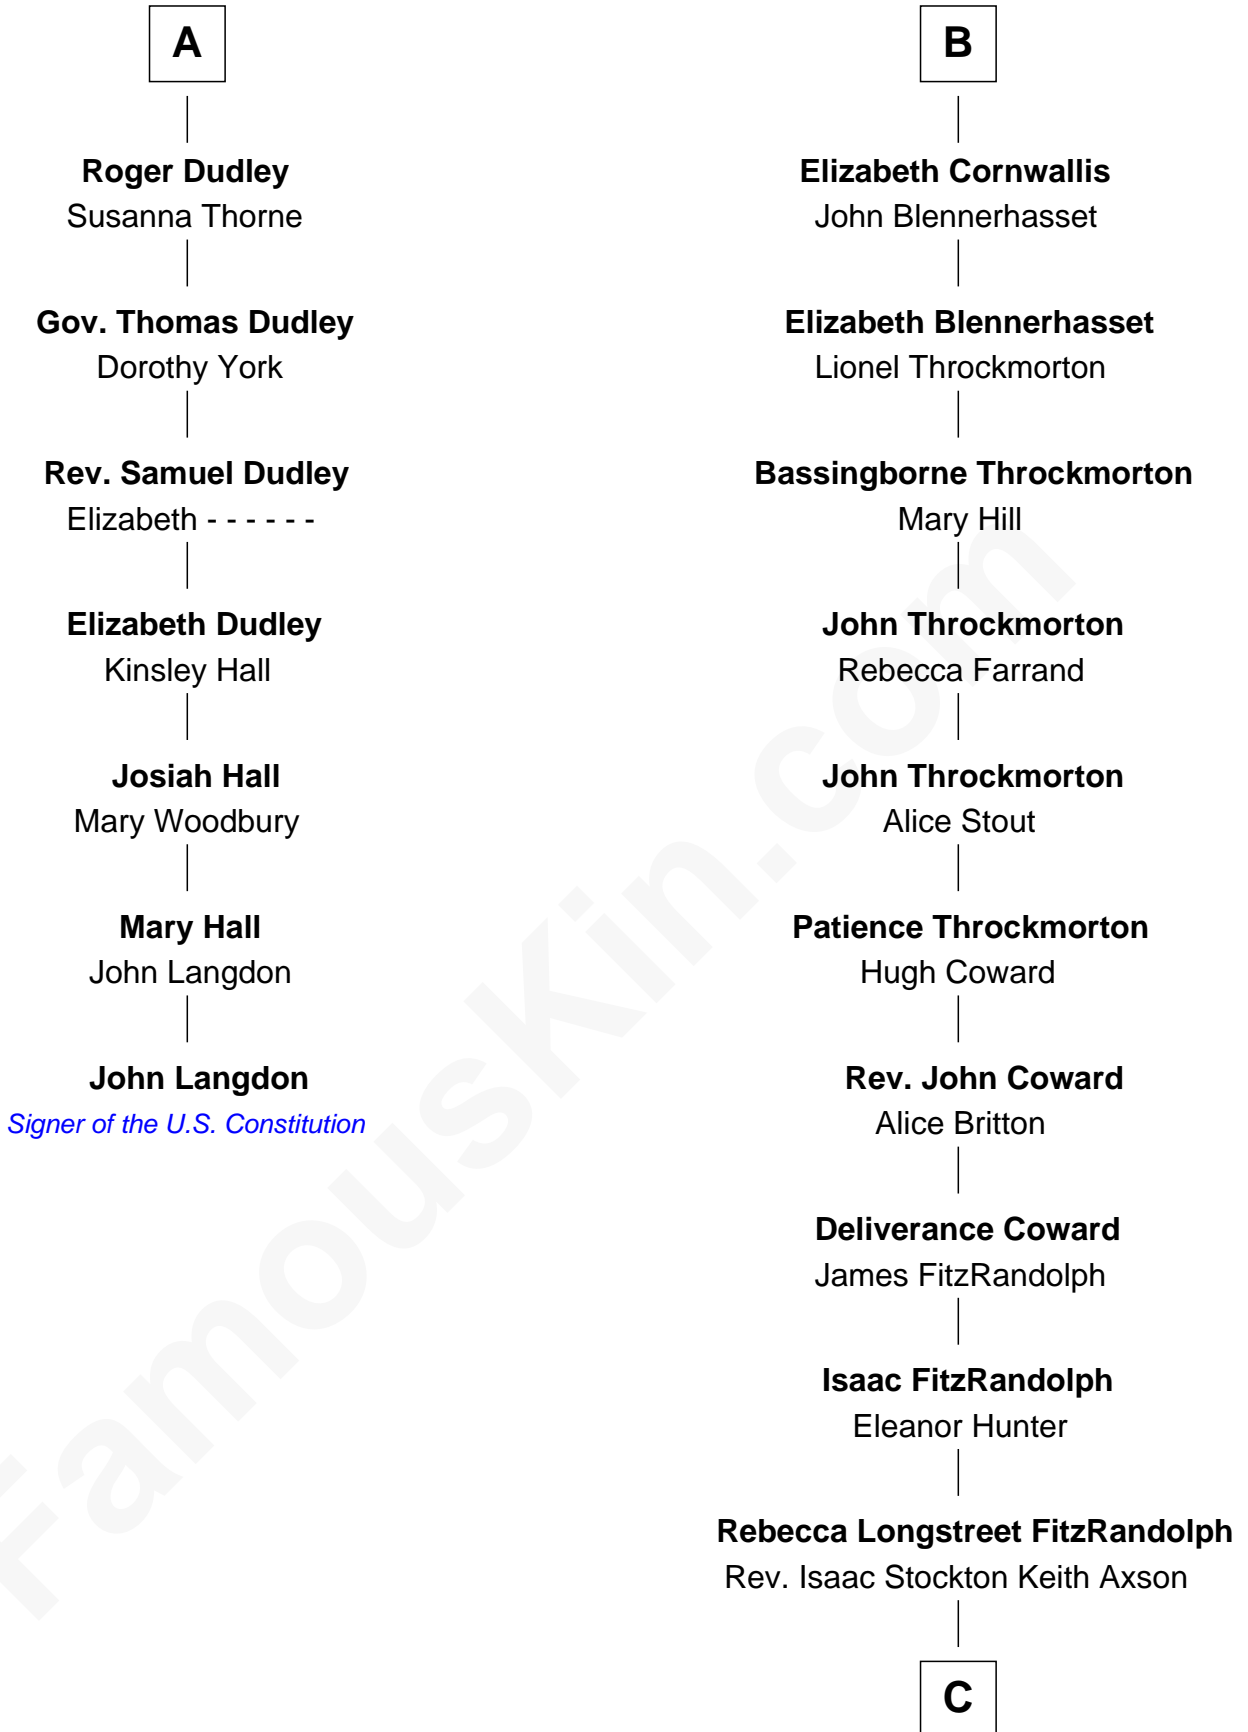 A
Roger Dudley
Susanna Thorne
Gov. Thomas Dudley
Dorothy York
Rev. Samuel Dudley
Elizabeth - - - - - -
Elizabeth Dudley
Kinsley Hall
Josiah Hall
Mary Woodbury
Mary Hall
John Langdon
John Langdon
Signer of the U.S. Constitution
B
Elizabeth Cornwallis
John Blennerhasset
Elizabeth Blennerhasset
Lionel Throckmorton
Bassingborne Throckmorton
Mary Hill
John Throckmorton
Rebecca Farrand
John Throckmorton
Alice Stout
Patience Throckmorton
Hugh Coward
Rev. John Coward
Alice Britton
Deliverance Coward
James FitzRandolph
Isaac FitzRandolph
Eleanor Hunter
Rebecca Longstreet FitzRandolph
Rev. Isaac Stockton Keith Axson
C
FamousKin.com